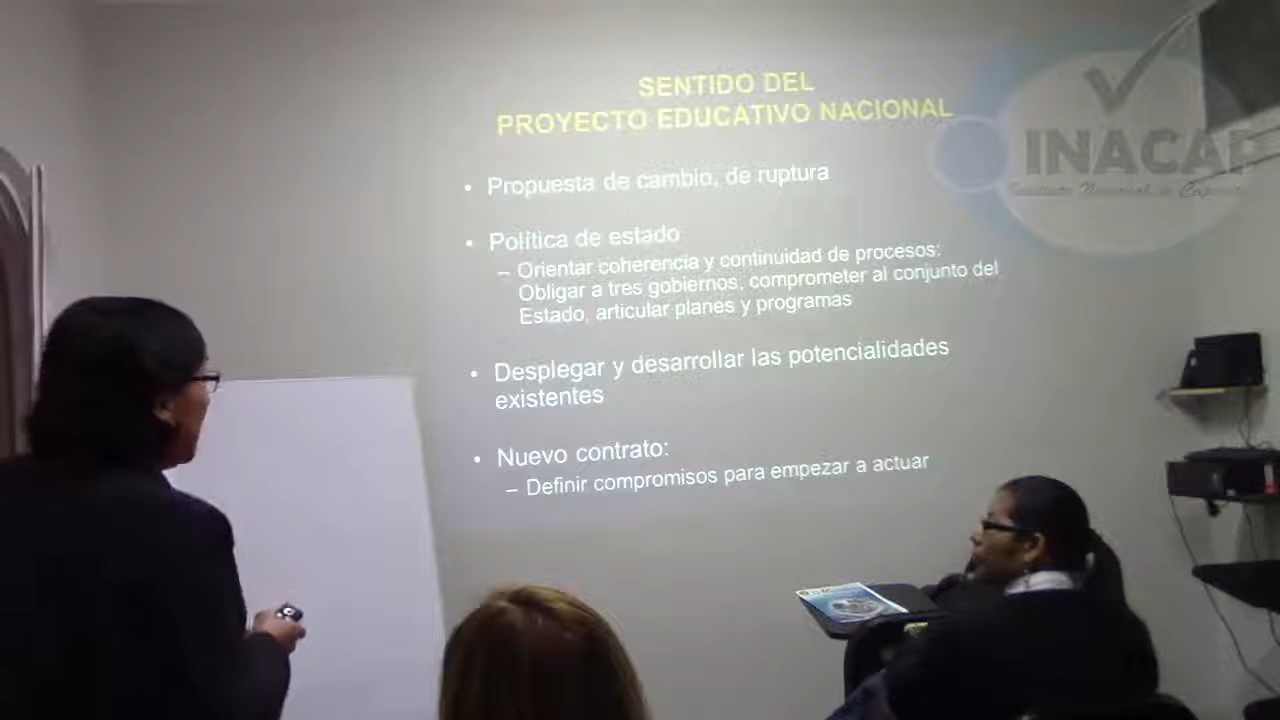 SENTIDO DEL
PROYECTO EDUCATIVO NACIONAL
• Propuesta de cambio, de ruptura
• Política de estado
– Orientar coherencia y continuidad de procesos:
Obligar a tres gobiernos, comprometer al conjunto del
Estado, articular planes y programas
• Desplegar y desarrollar las potencialidades
existentes
• Nuevo contrato:
– Definir compromisos para empezar a actuar
INACAP
Nacional